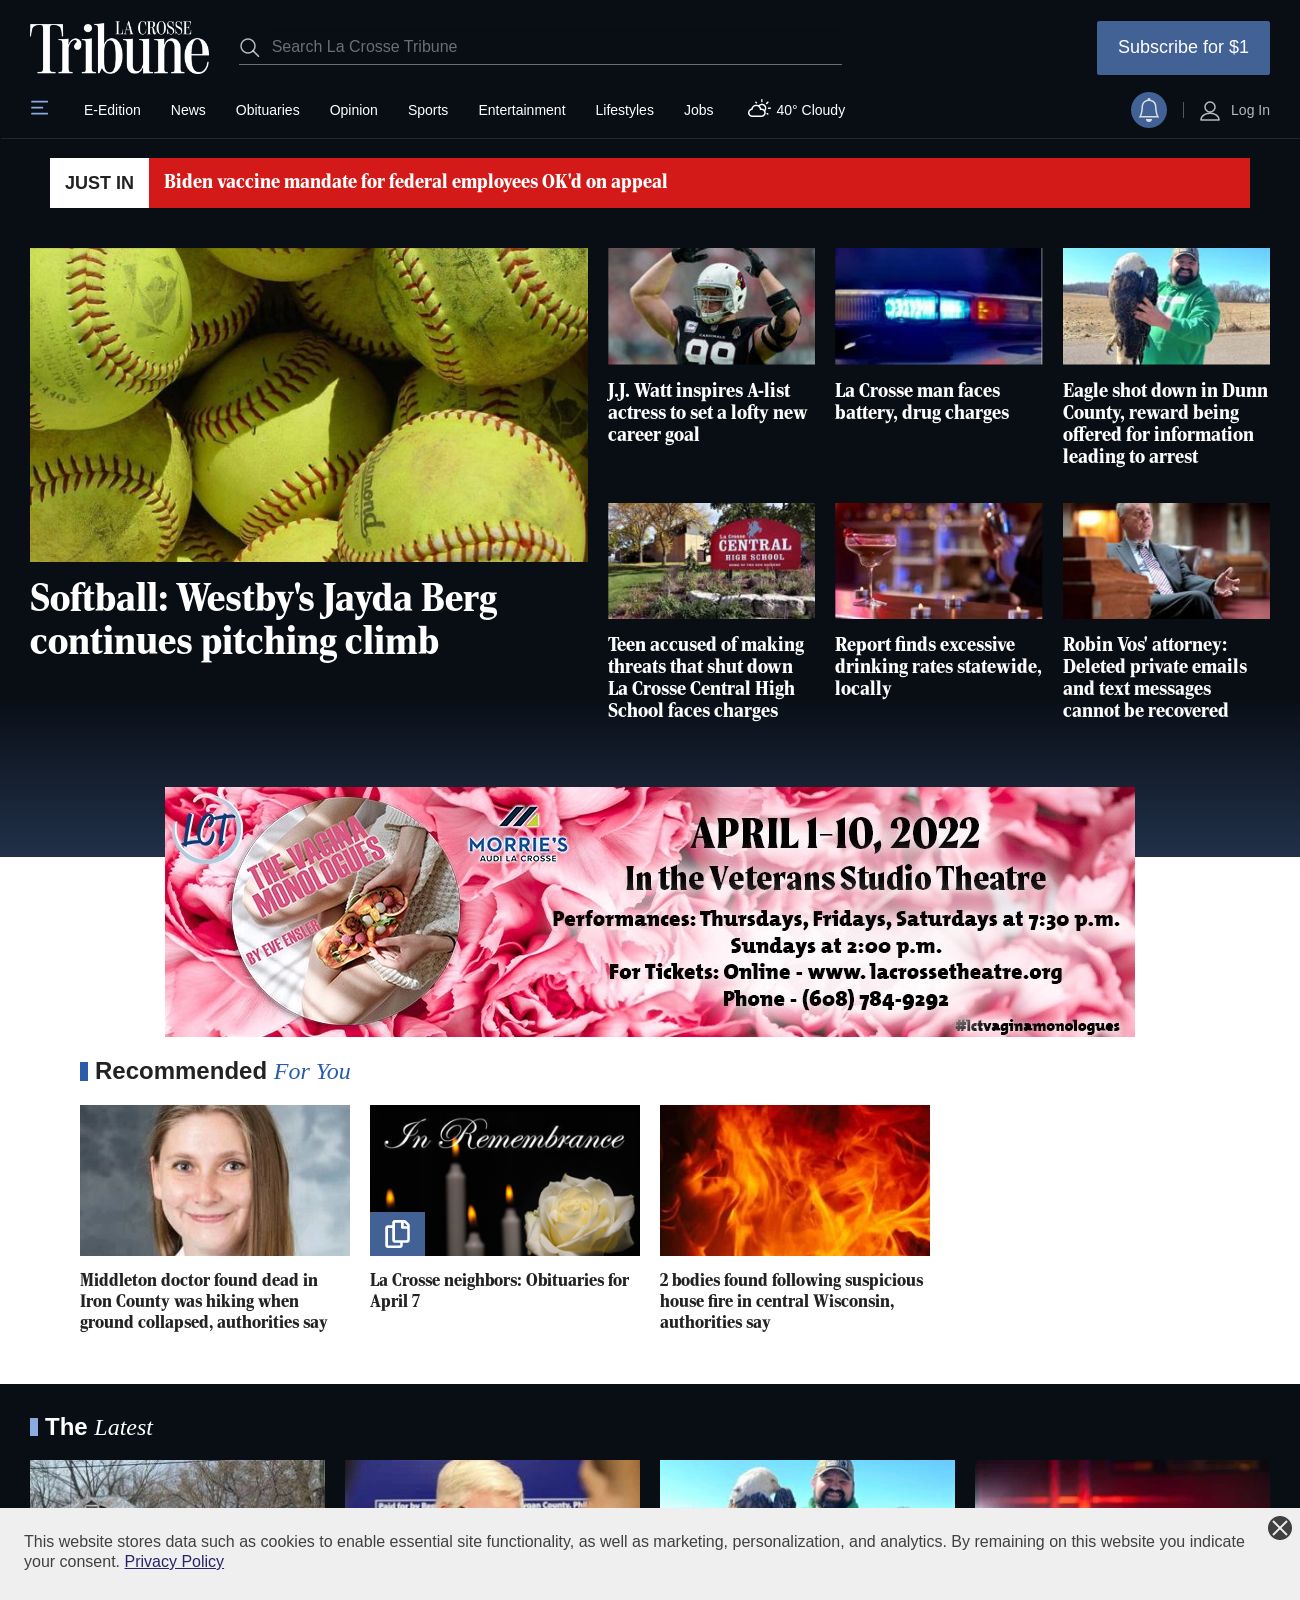 LA CROSSE
Tribune
Search La Crosse Tribune
Subscribe for $1
E-Edition
News
Obituaries
Opinion
Sports
Entertainment
Lifestyles
Jobs
40° Cloudy
Log In
JUST IN
Biden vaccine mandate for federal employees OK'd on appeal
Softball: Westby's Jayda Berg
continues pitching climb
CARDINALS
99
J.J. Watt inspires A-list
actress to set a lofty new
career goal
La Crosse man faces
battery, drug charges
Eagle shot down in Dunn
County, reward being
offered for information
leading to arrest
La Crosse
CENTRAL
HIGH SCHOOL
Teen accused of making
threats that shut down
La Crosse Central High
School faces charges
Report finds excessive
drinking rates statewide,
locally
Robin Vos' attorney:
Deleted private emails
and text messages
cannot be recovered
LCT
THE VAGINA
MONOLOGUES
BY EVE ENSLER
MORRIE'S
AUDI LA CROSSE
APRIL 1-10, 2022
In the Veterans Studio Theatre
Performances: Thursdays, Fridays, Saturdays at 7:30 p.m.
Sundays at 2:00 p.m.
For Tickets: Online - www.lacrossetheatre.org
Phone - (608) 784-9292
#lctvaginamonologues
Recommended For You
In Remembrance
Middleton doctor found dead in
Iron County was hiking when
ground collapsed, authorities say
La Crosse neighbors: Obituaries for
April 7
2 bodies found following suspicious
house fire in central Wisconsin,
authorities say
The Latest
This website stores data such as cookies to enable essential site functionality, as well as marketing, personalization, and analytics. By remaining on this website you indicate
your consent. Privacy Policy